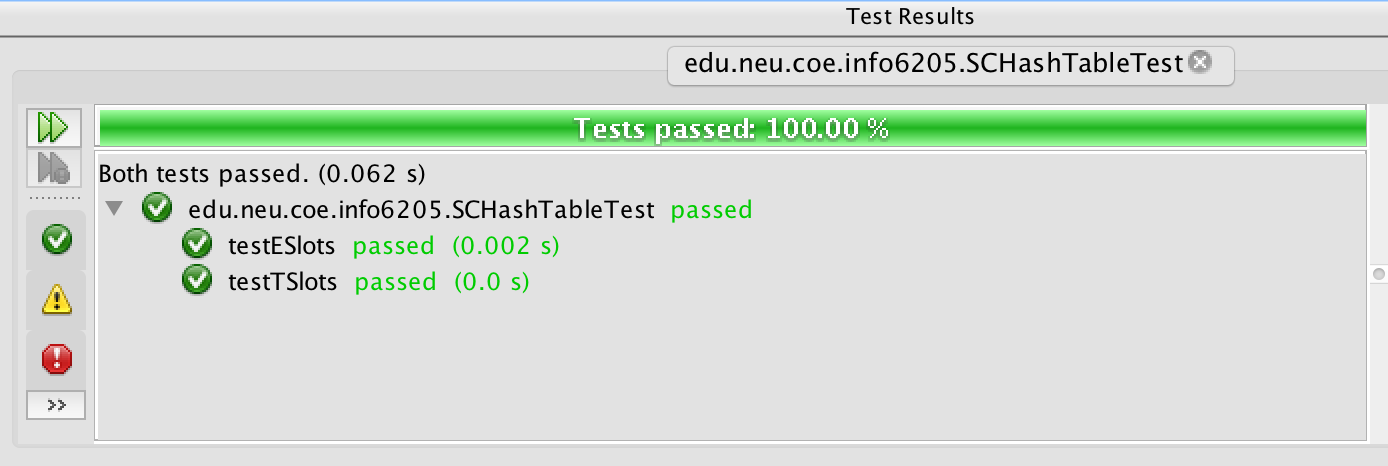 Test Results
edu.neu.coe.info6205.SCHashTableTest
Tests passed: 100.00 %
Both tests passed. (0.062 s)
edu.neu.coe.info6205.SCHashTableTest passed
testESlots passed (0.002 s)
testTSlots passed (0.0 s)
>>